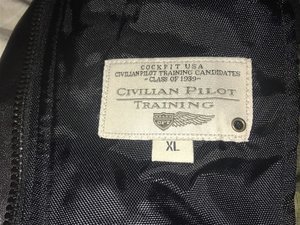 COCKPIT USA
CIVILIAN PILOT TRAINING CANDIDATES
~CLASS OF 1939~
CIVILIAN PILOT
TRAINING
XL